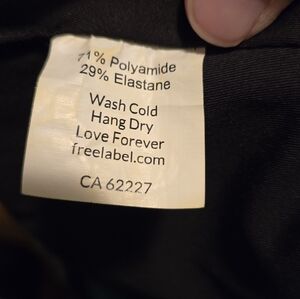 71% Polyamide
29% Elastane
Wash Cold
Hang Dry
Love Forever
freelabel.com
CA 62227